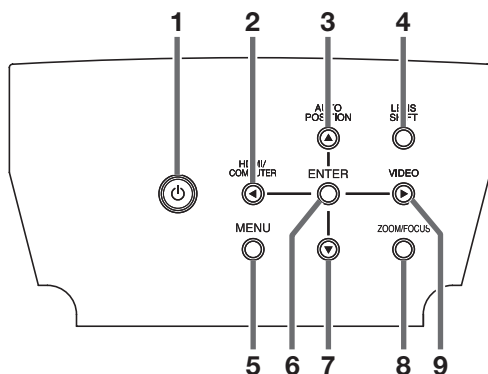 1 2 3 4
AUTO
POSITION
LENS
SHIFT
HDMI/
COMPUTER
ENTER
VIDEO
MENU
ZOOM/FOCUS
5 6 7 8 9